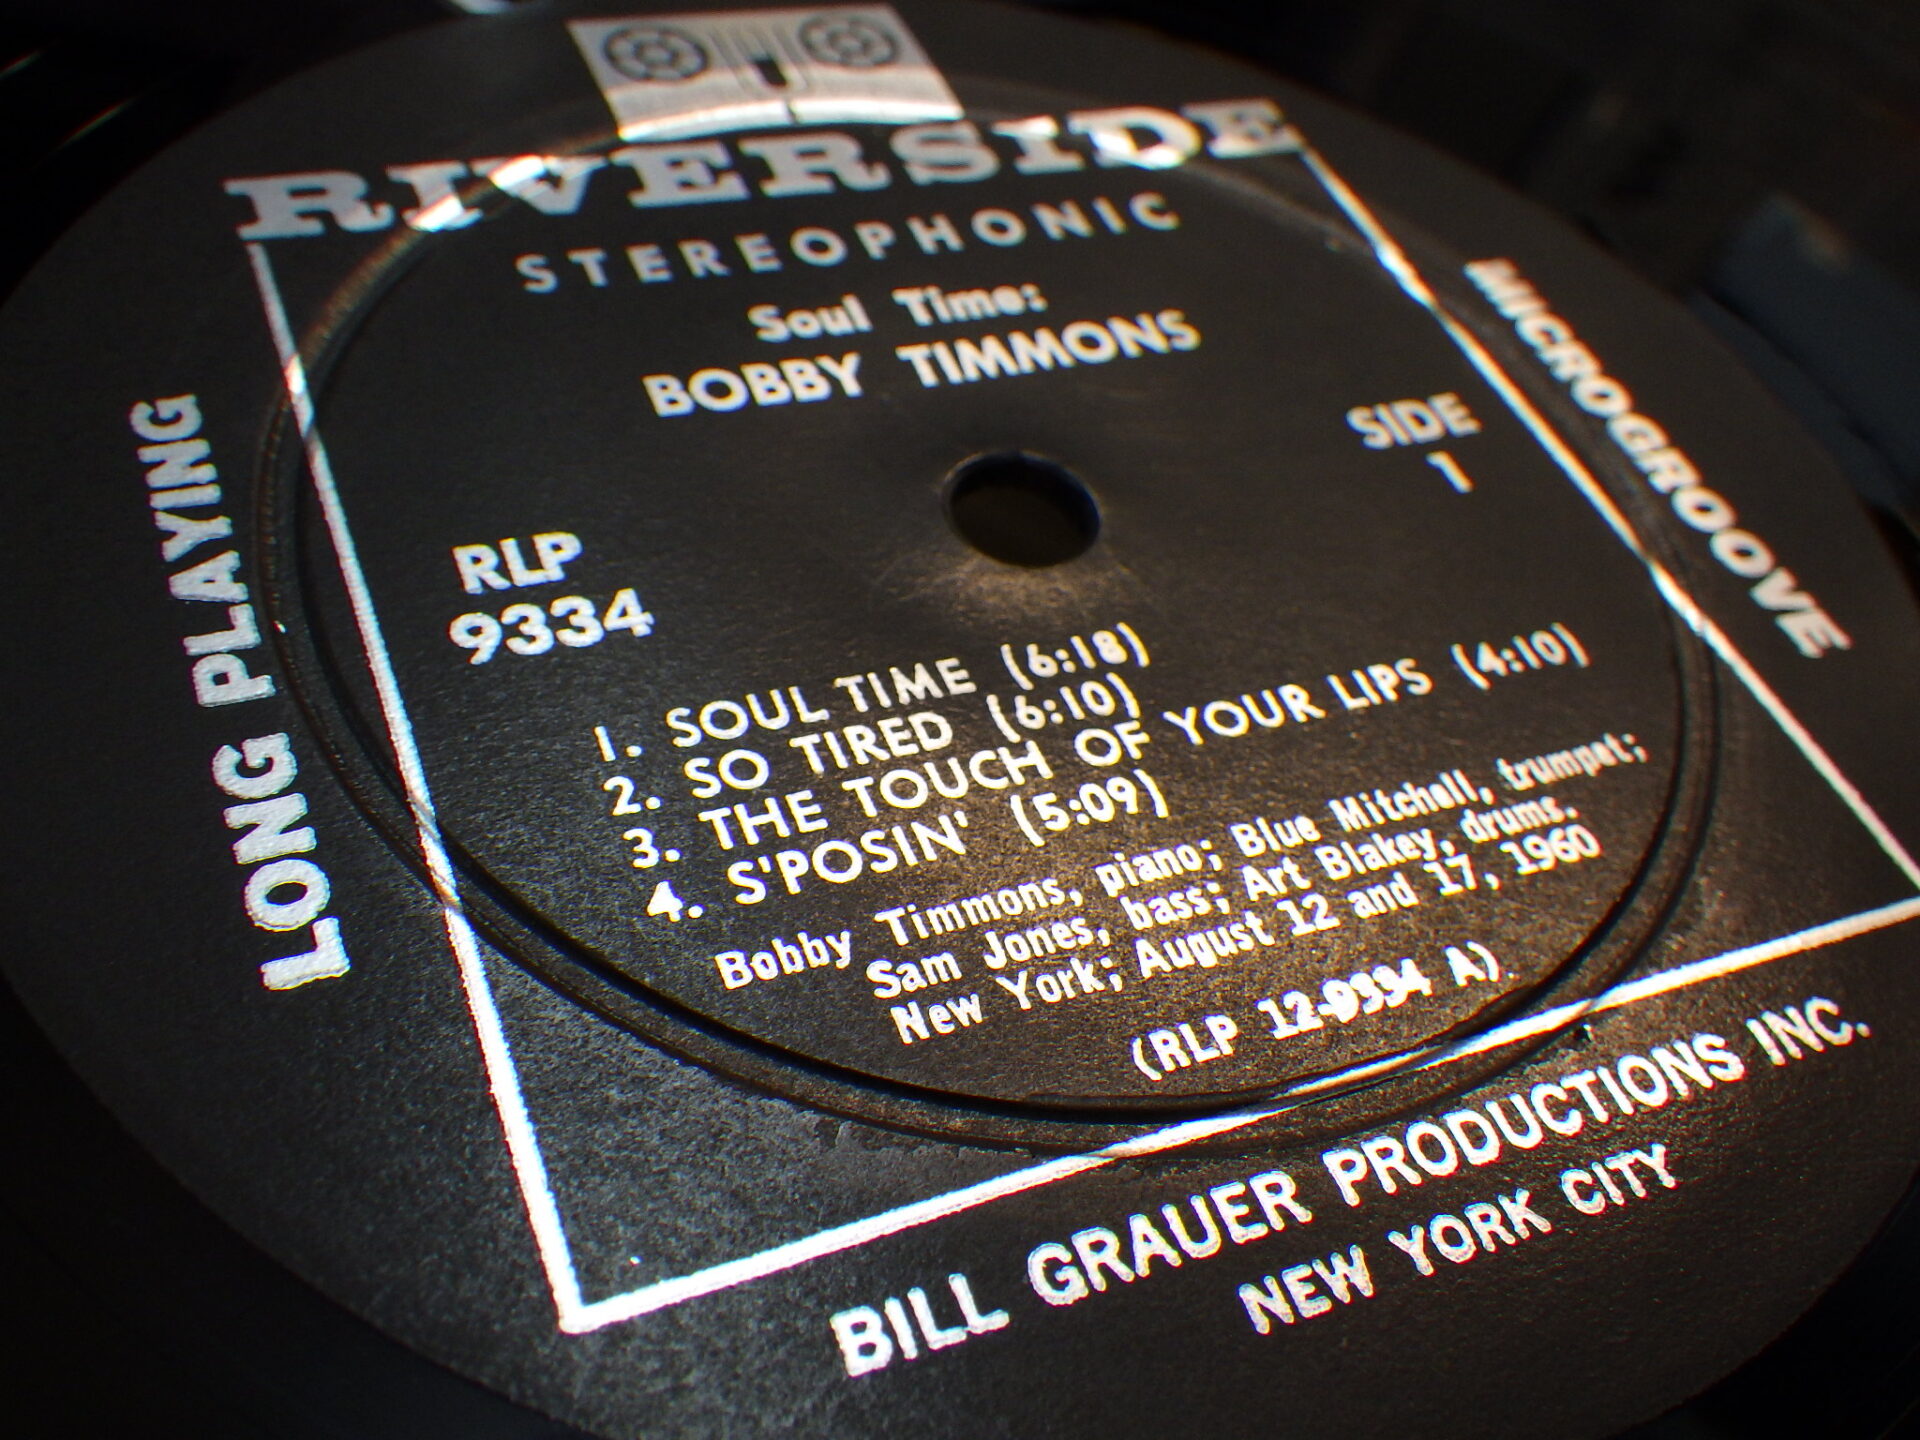 RIVERSIDE
STEREOPHONIC
Soul Time:
BOBBY TIMMONS
SIDE
1
RLP
9334
1. SOUL TIME (6:18)
2. SO TIRED (6:10)
3. THE TOUCH OF YOUR LIPS (4:10)
4. S'POSIN' (5:09)
Bobby Timmons, piano; Blue Mitchell, trumpet;
Sam Jones, bass; Art Blakey, drums.
New York; August 12 and 17, 1960
(RLP 12-9334 A)
LONG PLAYING
MICROGROOVE
BILL GRAUER PRODUCTIONS INC.
NEW YORK CITY